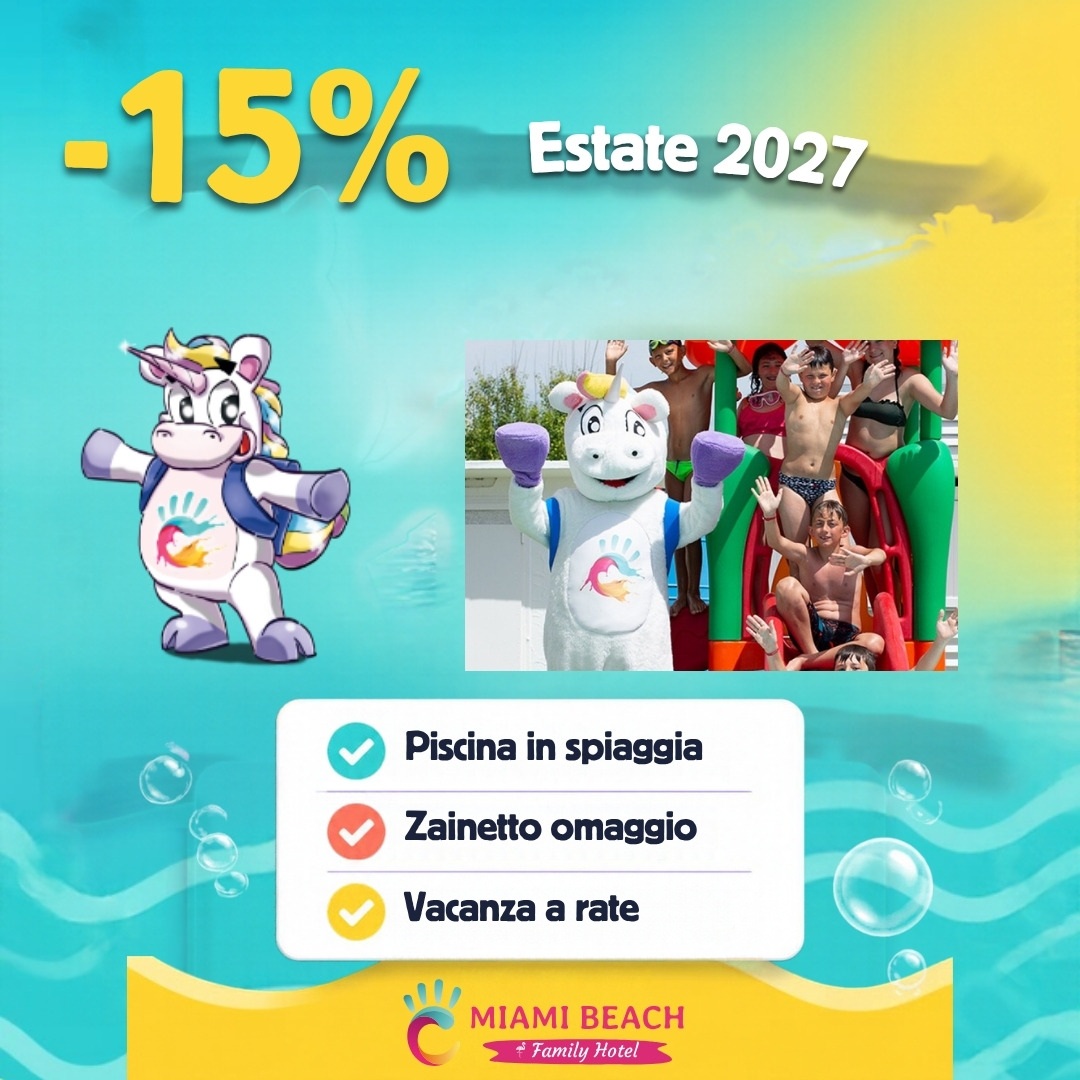 -15%
Estate 2027
Piscina in spiaggia
Zainetto omaggio
Vacanza a rate
MIAMI BEACH
Family Hotel